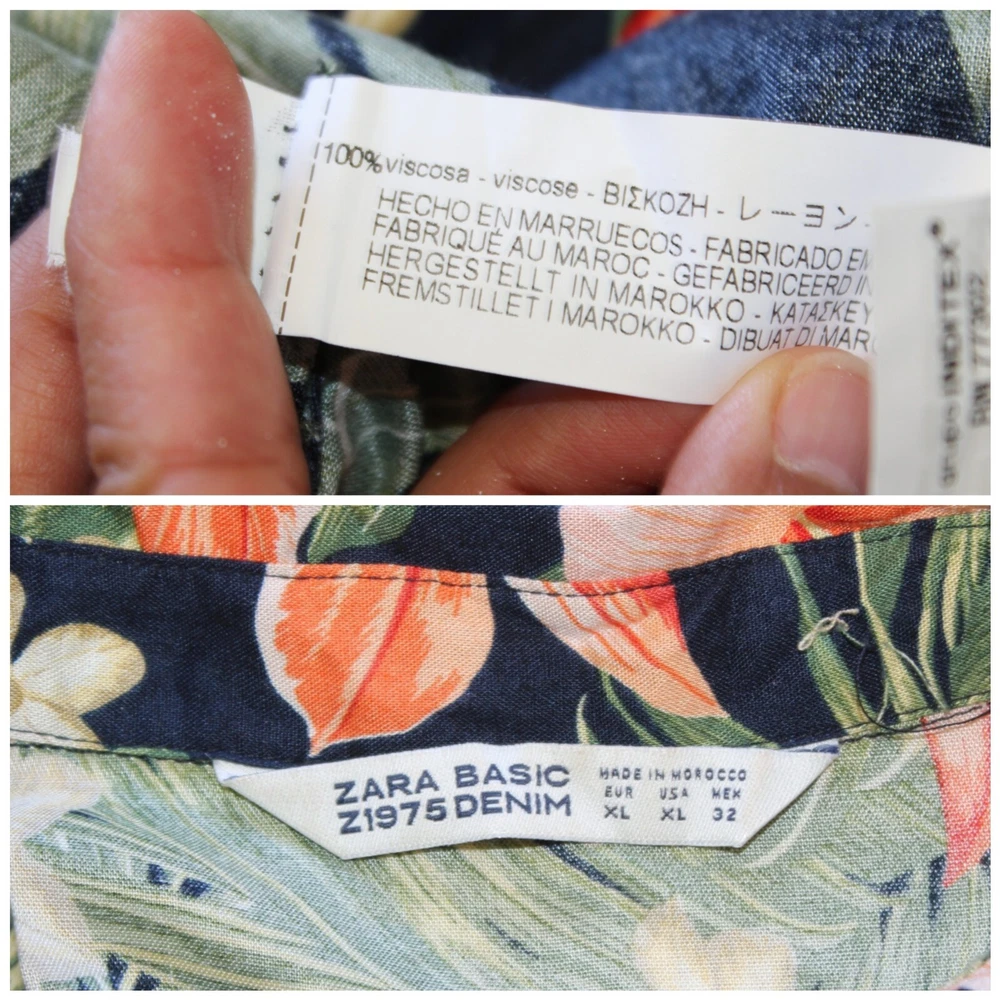 100% viscosa - viscose - ΒΙΣΚΟΖΗ - レーヨン -
HECHO EN MARRUECOS - FABRICADO EM
FABRIQUÉ AU MAROC - GEFABRICEERD IN
HERGESTELLT IN MAROKKO - ΚΑΤΑΣΚΕΥ
FREMSTILLET I MAROKKO - DIBUAT DI MAR
INDITEX
ZARA BASIC
Z1975 DENIM
MADE IN MOROCCO
EUR USA MEX
XL XL 32